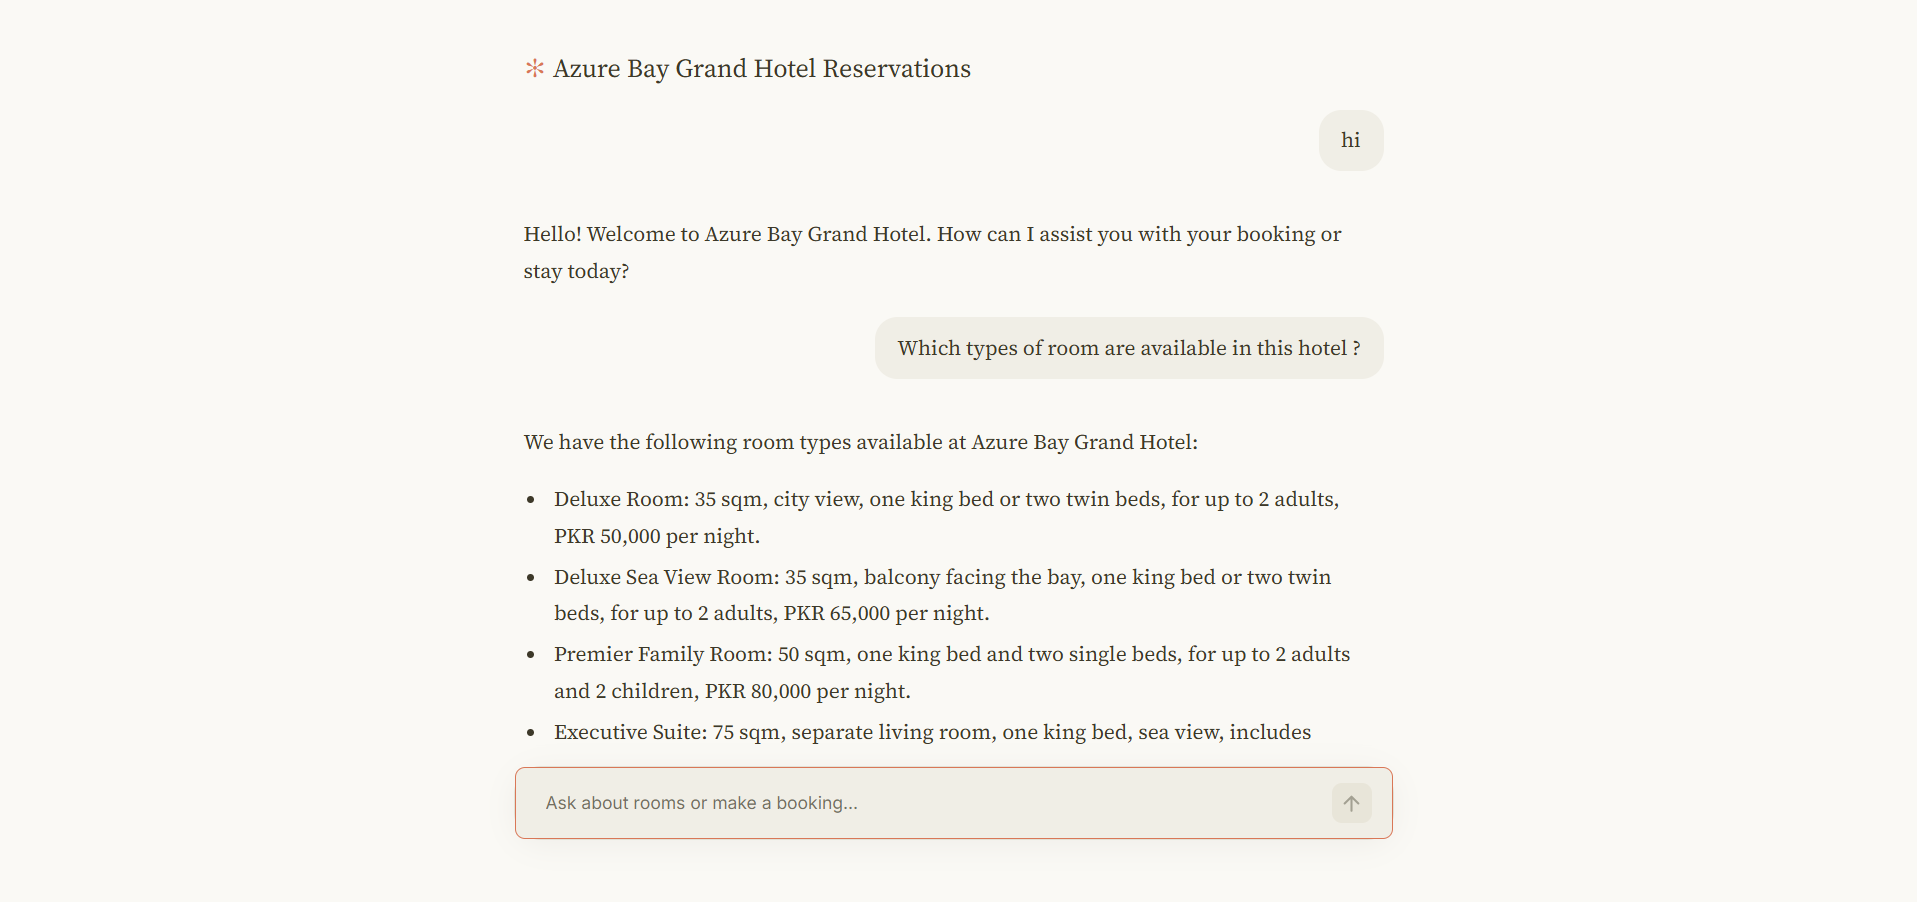 Azure Bay Grand Hotel Reservations
hi
Hello! Welcome to Azure Bay Grand Hotel. How can I assist you with your booking or
stay today?
Which types of room are available in this hotel ?
We have the following room types available at Azure Bay Grand Hotel:
• Deluxe Room: 35 sqm, city view, one king bed or two twin beds, for up to 2 adults,
PKR 50,000 per night.
• Deluxe Sea View Room: 35 sqm, balcony facing the bay, one king bed or two twin
beds, for up to 2 adults, PKR 65,000 per night.
• Premier Family Room: 50 sqm, one king bed and two single beds, for up to 2 adults
and 2 children, PKR 80,000 per night.
• Executive Suite: 75 sqm, separate living room, one king bed, sea view, includes
Ask about rooms or make a booking...